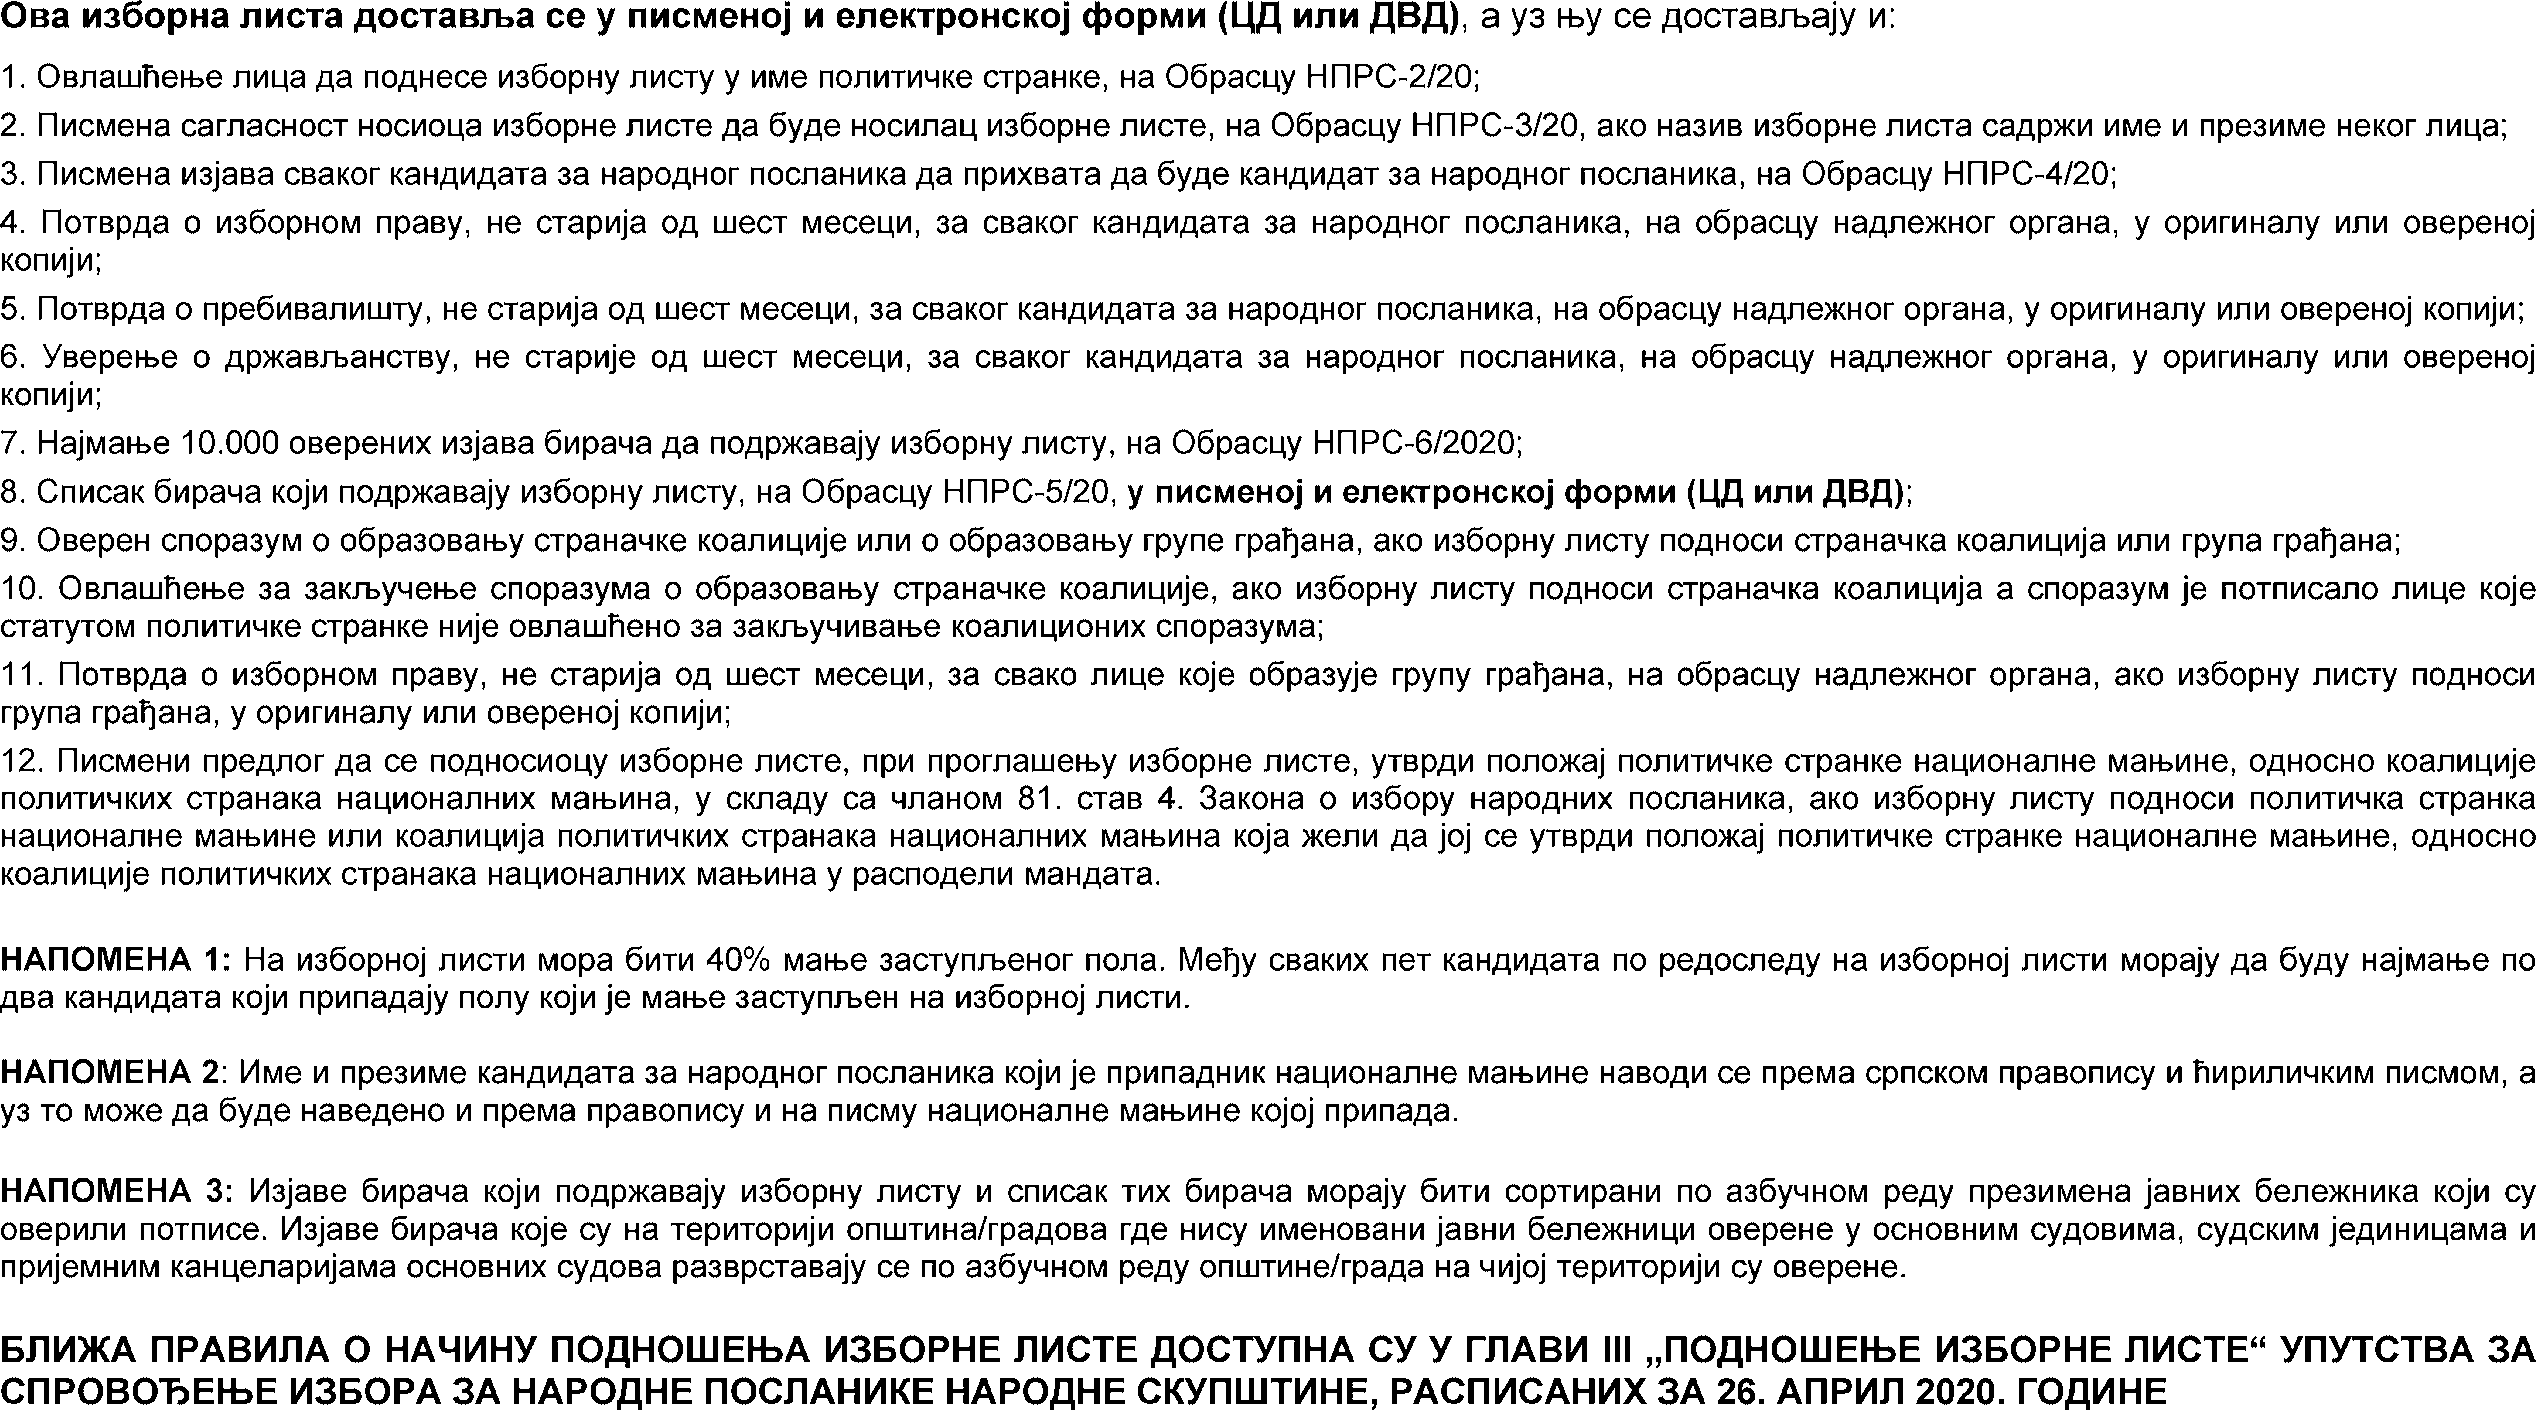 Ова изборна листа доставља се у писменој и електронској форми (ЦД или ДВД), а уз њу се достављају и:
1. Овлашћење лица да поднесе изборну листу у име политичке странке, на Обрасцу НПРС-2/20;
2. Писмена сагласност носиоца изборне листе да буде носилац изборне листе, на Обрасцу НПРС-3/20, ако назив изборне листа садржи име и презиме неког лица;
3. Писмена изјава сваког кандидата за народног посланика да прихвата да буде кандидат за народног посланика, на Обрасцу НПРС-4/20;
4. Потврда о изборном праву, не старија од шест месеци, за сваког кандидата за народног посланика, на обрасцу надлежног органа, у оригиналу или овереној
копији;
5. Потврда о пребивалишту, не старија од шест месеци, за сваког кандидата за народног посланика, на обрасцу надлежног органа, у оригиналу или овереној копији;
6. Уверење о држављанству, не старије од шест месеци, за сваког кандидата за народног посланика, на обрасцу надлежног органа, у оригиналу или овереној
копији;
7. Најмање 10.000 оверених изјава бирача да подржавају изборну листу, на Обрасцу НПРС-6/2020;
8. Списак бирача који подржавају изборну листу, на Обрасцу НПРС-5/20, у писменој и електронској форми (ЦД или ДВД);
9. Оверен споразум о образовању страначке коалиције или о образовању групе грађана, ако изборну листу подноси страначка коалиција или група грађана;
10. Овлашћење за закључење споразума о образовању страначке коалиције, ако изборну листу подноси страначка коалиција а споразум је потписало лице које
статутом политичке странке није овлашћено за закључивање коалиционих споразума;
11. Потврда о изборном праву, не старија од шест месеци, за свако лице које образује групу грађана, на обрасцу надлежног органа, ако изборну листу подноси
група грађана, у оригиналу или овереној копији;
12. Писмени предлог да се подносиоцу изборне листе, при проглашењу изборне листе, утврди положај политичке странке националне мањине, односно коалиције
политичких странака националних мањина, у складу са чланом 81. став 4. Закона о избору народних посланика, ако изборну листу подноси политичка странка
националне мањине или коалиција политичких странака националних мањина која жели да јој се утврди положај политичке странке националне мањине, односно
коалиције политичких странака националних мањина у расподели мандата.
НАПОМЕНА 1: На изборној листи мора бити 40% мање заступљеног пола. Међу сваких пет кандидата по редоследу на изборној листи морају да буду најмање по
два кандидата који припадају полу који је мање заступљен на изборној листи.
НАПОМЕНА 2: Име и презиме кандидата за народног посланика који је припадник националне мањине наводи се према српском правопису и ћириличким писмом, а
уз то може да буде наведено и према правопису и на писму националне мањине којој припада.
НАПОМЕНА 3: Изјаве бирача који подржавају изборну листу и списак тих бирача морају бити сортирани по азбучном реду презимена јавних бележника који су
оверили потписе. Изјаве бирача које су на територији општина/градова где нису именовани јавни бележници оверене у основним судовима, судским јединицама и
пријемним канцеларијама основних судова разврставају се по азбучном реду општине/града на чијој територији су оверене.
БЛИЖА ПРАВИЛА О НАЧИНУ ПОДНОШЕЊА ИЗБОРНЕ ЛИСТЕ ДОСТУПНА СУ У ГЛАВИ III „ПОДНОШЕЊЕ ИЗБОРНЕ ЛИСТЕ“ УПУТСТВА ЗА
СПРОВОЂЕЊЕ ИЗБОРА ЗА НАРОДНЕ ПОСЛАНИКЕ НАРОДНЕ СКУПШТИНЕ, РАСПИСАНИХ ЗА 26. АПРИЛ 2020. ГОДИНЕ